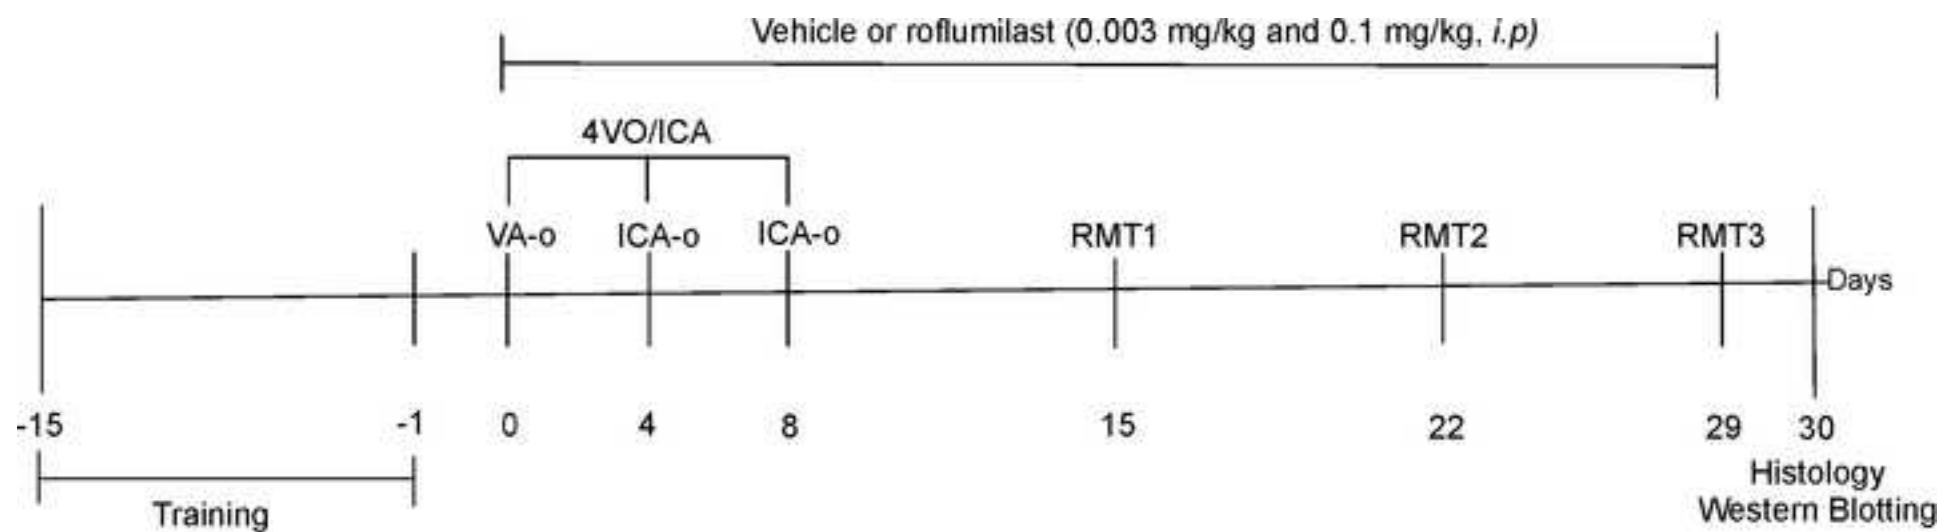 Vehicle or roflumilast (0.003 mg/kg and 0.1 mg/kg, i.p)
4VO/ICA
VA-o ICA-o ICA-o RMT1 RMT2 RMT3
Days
-15 -1 0 4 8 15 22 29 30
Training
Histology
Western Blotting